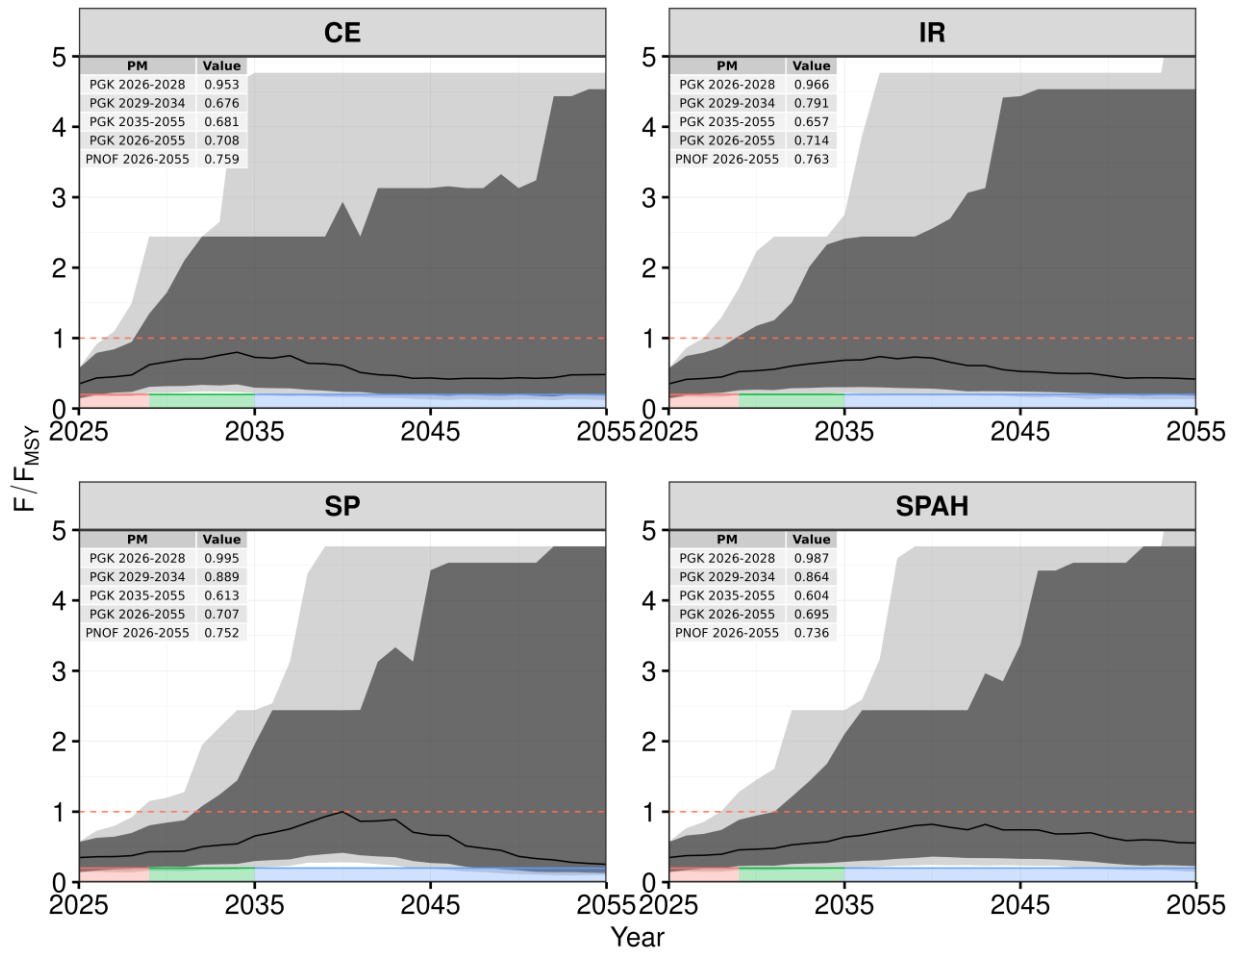 CE
PM Value
PGK 2026-2028 0.953
PGK 2029-2034 0.676
PGK 2035-2055 0.681
PGK 2026-2055 0.708
PNOF 2026-2055 0.759
5
4
3
2
1
0
2025 2035 2045 2055
IR
PM Value
PGK 2026-2028 0.966
PGK 2029-2034 0.791
PGK 2035-2055 0.657
PGK 2026-2055 0.714
PNOF 2026-2055 0.763
5
4
3
2
1
0
2025 2035 2045 2055
F/FMSY
SP
PM Value
PGK 2026-2028 0.995
PGK 2029-2034 0.889
PGK 2035-2055 0.613
PGK 2026-2055 0.707
PNOF 2026-2055 0.752
5
4
3
2
1
0
2025 2035 2045 2055
SPAH
PM Value
PGK 2026-2028 0.987
PGK 2029-2034 0.864
PGK 2035-2055 0.604
PGK 2026-2055 0.695
PNOF 2026-2055 0.736
5
4
3
2
1
0
2025 2035 2045 2055
Year